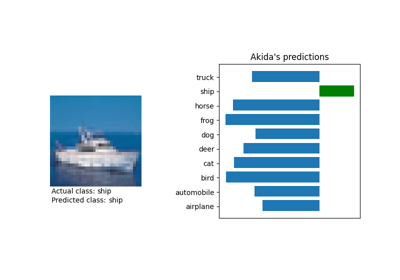 Akida's predictions
truck
ship
horse
frog
dog
deer
cat
bird
automobile
airplane
Actual class: ship
Predicted class: ship